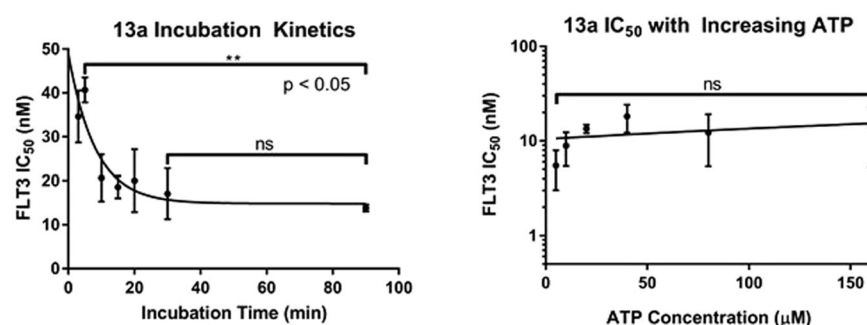 13a Incubation Kinetics
50
40
30
20
10
0
FLT3 IC50 (nM)
**
p < 0.05
ns
0 20 40 60 80 100
Incubation Time (min)
13a IC50 with Increasing ATP
100
10
1
FLT3 IC50 (nM)
ns
0 50 100 150
ATP Concentration (μM)